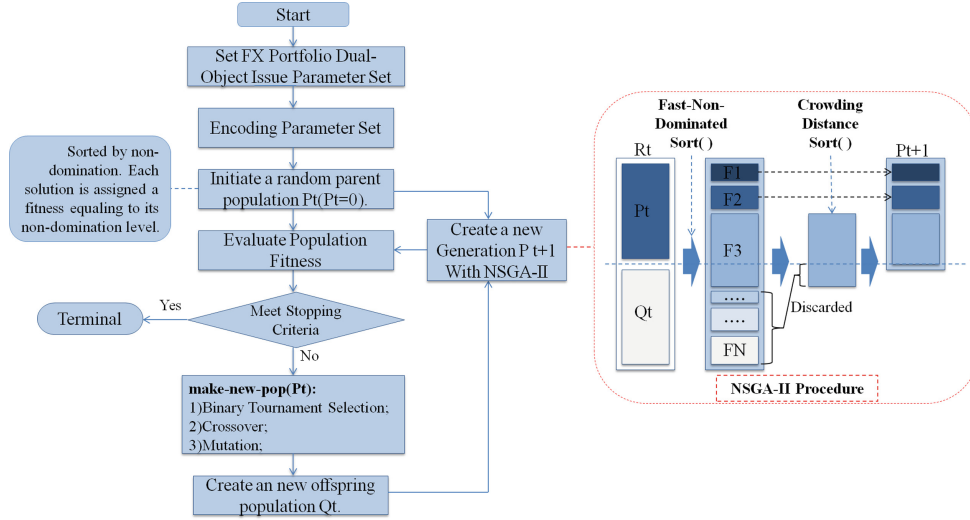 Start
Set FX Portfolio Dual-
Object Issue Parameter Set
Encoding Parameter Set
Sorted by non-
domination. Each
solution is assigned a
fitness equaling to its
non-domination level.
Initiate a random parent
population Pt(Pt=0).
Evaluate Population
Fitness
Create a new
Generation P t+1
With NSGA-II
Meet Stopping
Criteria
Yes
Terminal
No
make-new-pop(Pt):
1)Binary Tournament Selection;
2)Crossover;
3)Mutation;
Create an new offspring
population Qt.
Fast-Non-
Dominated
Sort( )
Crowding
Distance
Sort( )
Rt
Pt+1
Pt
F1
F2
F3
Qt
....
....
FN
Discarded
NSGA-II Procedure